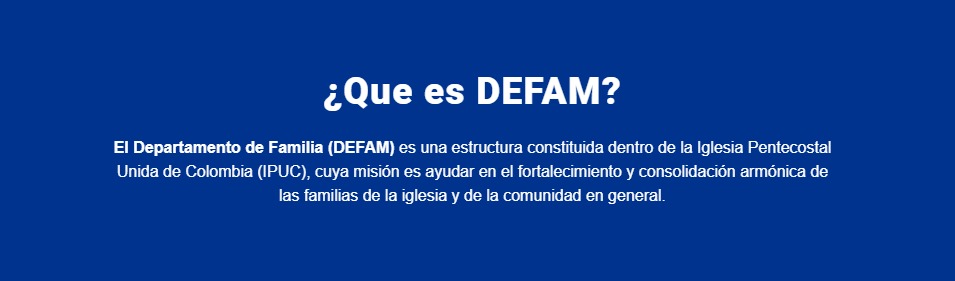 ¿Que es DEFAM?
El Departamento de Familia (DEFAM) es una estructura constituida dentro de la Iglesia Pentecostal
Unida de Colombia (IPUC), cuya misión es ayudar en el fortalecimiento y consolidación armónica de
las familias de la iglesia y de la comunidad en general.